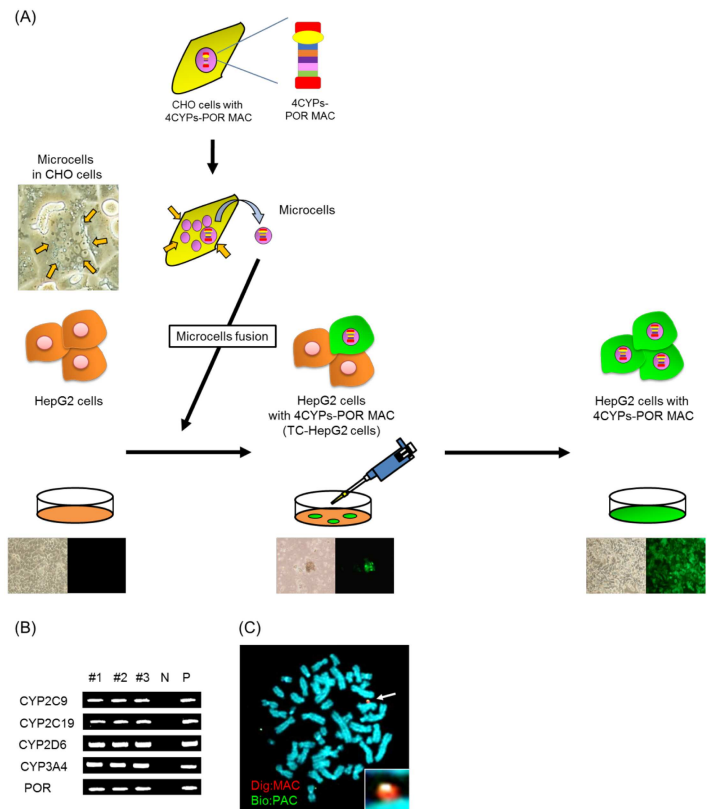 (A)
CHO cells with
4CYPs-POR MAC
4CYPs-
POR MAC
Microcells
in CHO cells
Microcells
Microcells fusion
HepG2 cells
HepG2 cells
with 4CYPs-POR MAC
(TC-HepG2 cells)
HepG2 cells with
4CYPs-POR MAC
(B)
#1 #2 #3 N P
CYP2C9
CYP2C19
CYP2D6
CYP3A4
POR
(C)
Dig:MAC
Bio:PAC